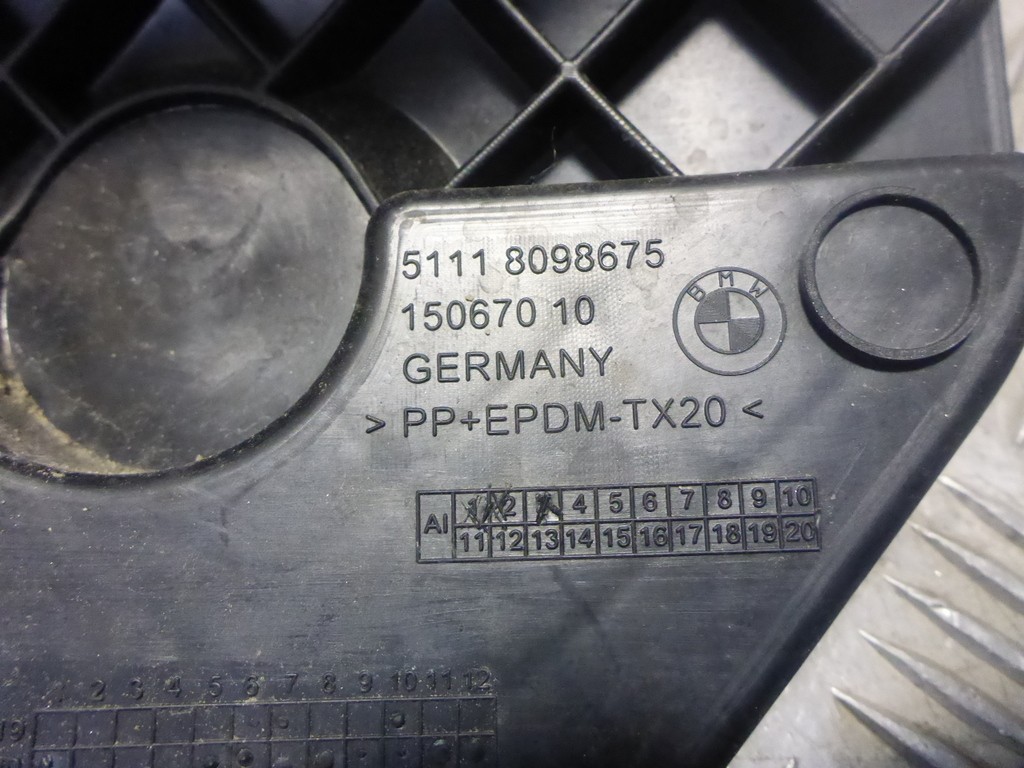 5111 8098675
150670 10
BMW
GERMANY
> PP+EPDM-TX20 <
AI 1 2 3 4 5 6 7 8 9 10
11 12 13 14 15 16 17 18 19 20
1 2 3 4 5 6 7 8 9 10 11 12
19